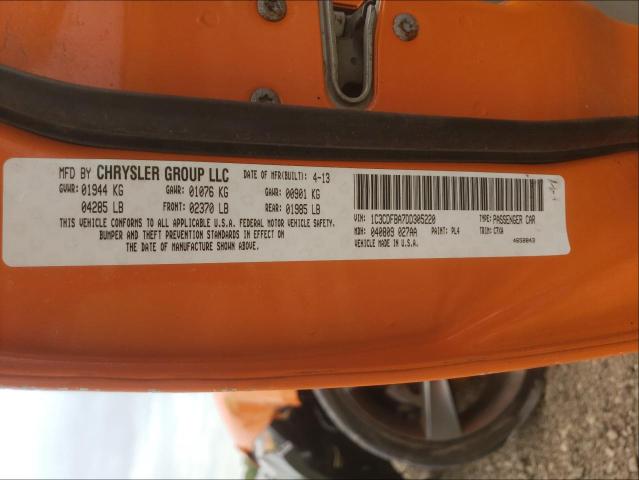 MFD BY CHRYSLER GROUP LLC DATE OF MFR(BUILT): 4-13
GVWR: 01944 KG GAWR: 01076 KG GAWR: 00901 KG
04285 LB FRONT: 02370 LB REAR: 01985 LB
THIS VEHICLE CONFORMS TO ALL APPLICABLE U.S.A. FEDERAL MOTOR VEHICLE SAFETY,
BUMPER AND THEFT PREVENTION STANDARDS IN EFFECT ON
THE DATE OF MANUFACTURE SHOWN ABOVE.
VIN: 1C3CDFBA7DD305220 TYPE: PASSENGER CAR
MDH: 040809 027AA PAINT: PL4 TRIM: C7XA
VEHICLE MADE IN U.S.A. 4658043